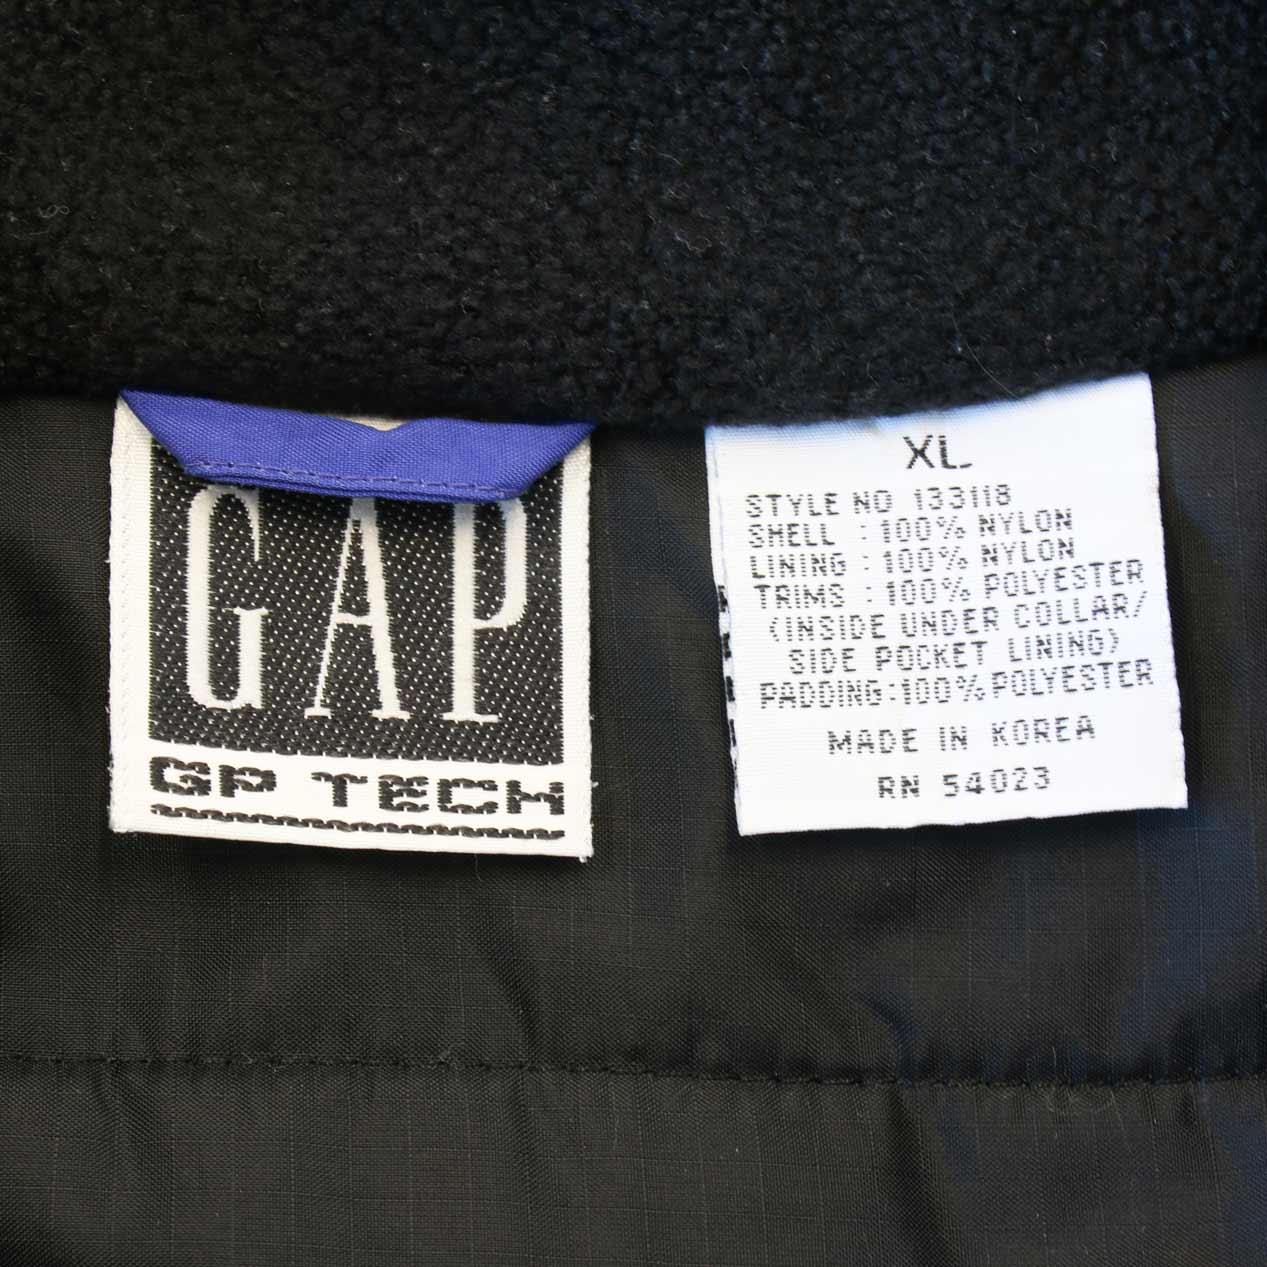 GAP
GP TECH
XL
STYLE NO 133118
SHELL : 100% NYLON
LINING : 100% NYLON
TRIMS : 100% POLYESTER
(INSIDE UNDER COLLAR/
SIDE POCKET LINING)
PADDING:100% POLYESTER
MADE IN KOREA
RN 54023